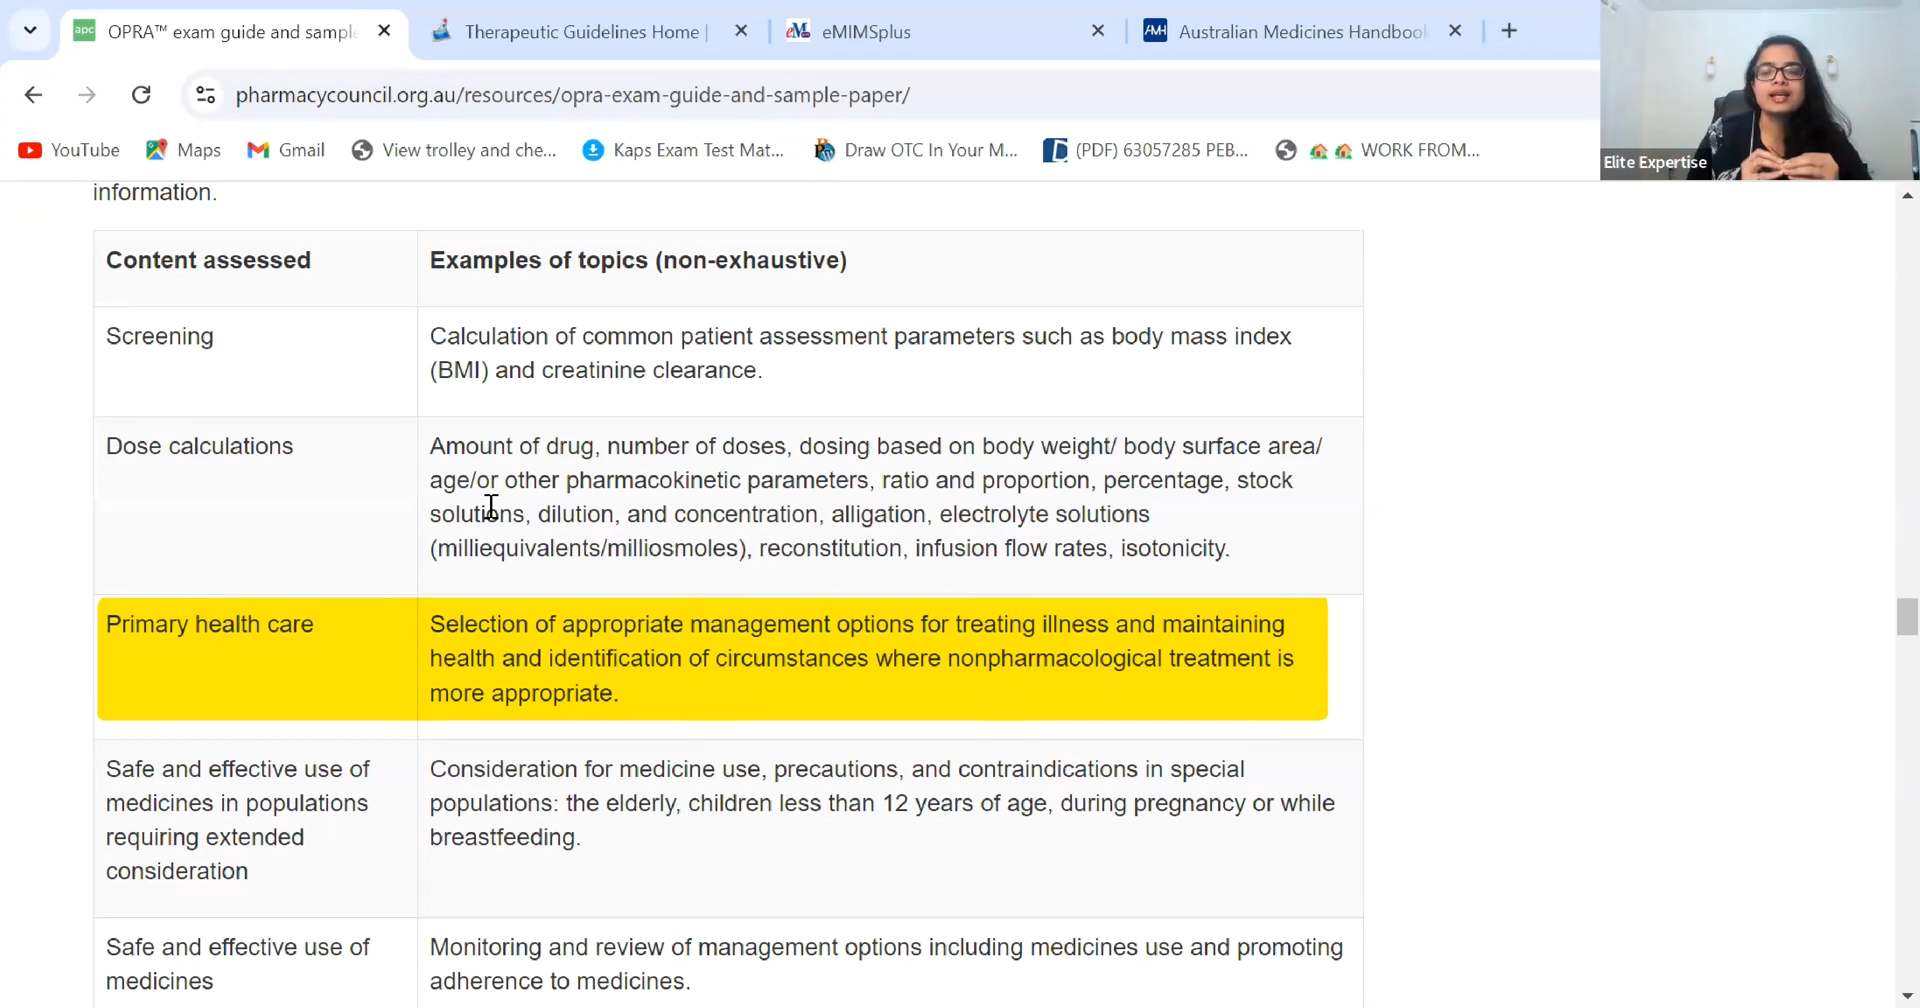 apc OPRA™ exam guide and sample
Therapeutic Guidelines Home |
eMIMSplus
AMH Australian Medicines Handbook
pharmacycouncil.org.au/resources/opra-exam-guide-and-sample-paper/
YouTube Maps Gmail View trolley and che... Kaps Exam Test Mat... Draw OTC In Your M... (PDF) 63057285 PEB... WORK FROM...
Elite Expertise
information.
Content assessed
Examples of topics (non-exhaustive)
Screening
Calculation of common patient assessment parameters such as body mass index
(BMI) and creatinine clearance.
Dose calculations
Amount of drug, number of doses, dosing based on body weight/ body surface area/
age/or other pharmacokinetic parameters, ratio and proportion, percentage, stock
solutions, dilution, and concentration, alligation, electrolyte solutions
(milliequivalents/milliosmoles), reconstitution, infusion flow rates, isotonicity.
Primary health care
Selection of appropriate management options for treating illness and maintaining
health and identification of circumstances where nonpharmacological treatment is
more appropriate.
Safe and effective use of
medicines in populations
requiring extended
consideration
Consideration for medicine use, precautions, and contraindications in special
populations: the elderly, children less than 12 years of age, during pregnancy or while
breastfeeding.
Safe and effective use of
medicines
Monitoring and review of management options including medicines use and promoting
adherence to medicines.